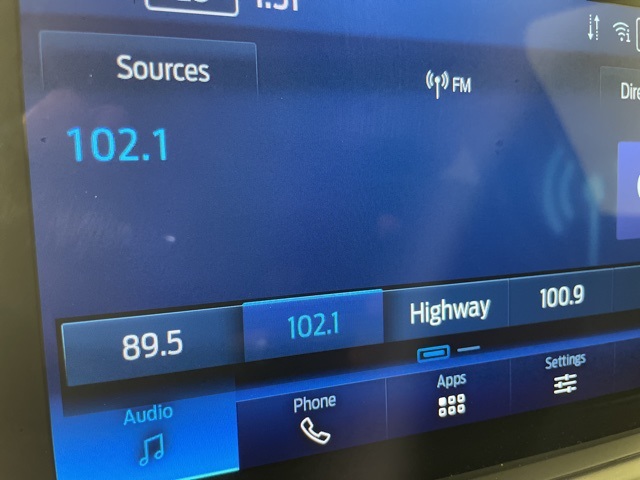 Sources
FM
102.1
89.5
102.1
Highway
100.9
Audio
Phone
Apps
Settings